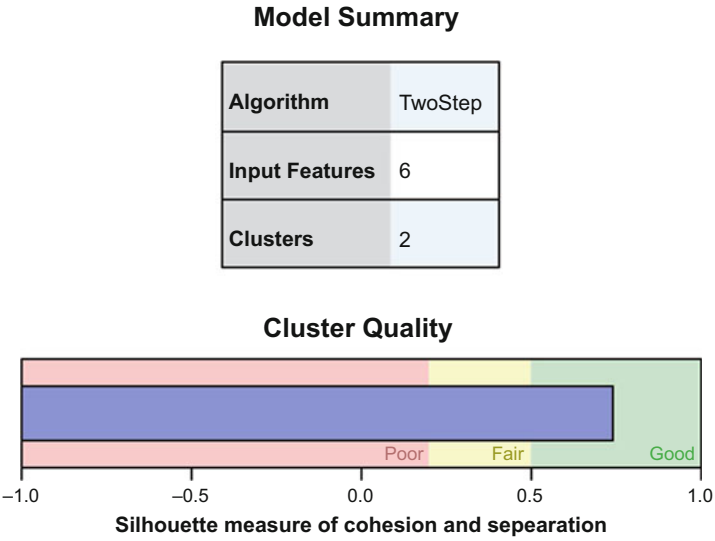 Model Summary
Algorithm TwoStep
Input Features 6
Clusters 2
Cluster Quality
Poor Fair Good
–1.0 –0.5 0.0 0.5 1.0
Silhouette measure of cohesion and sepearation